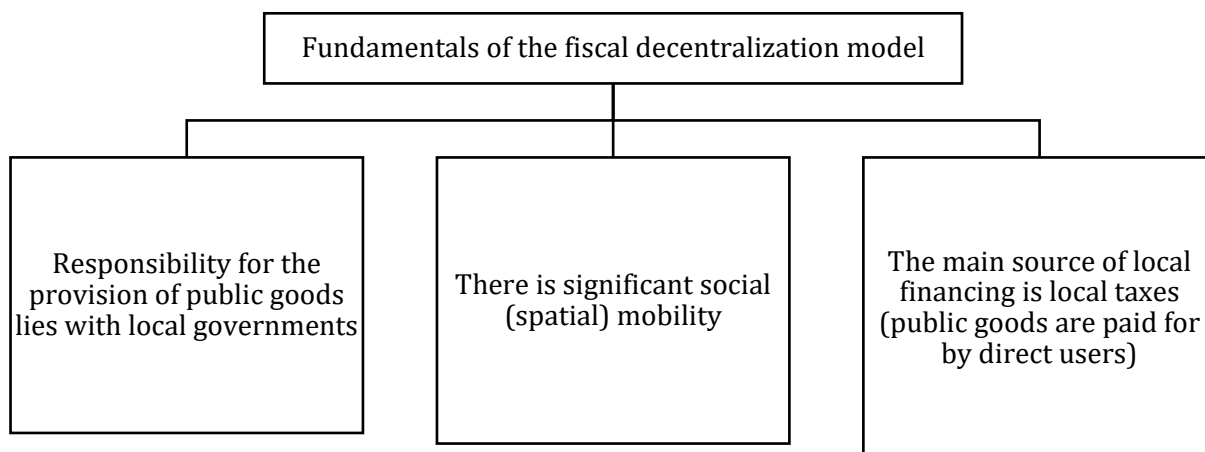 Fundamentals of the fiscal decentralization model
Responsibility for the
provision of public goods
lies with local governments
There is significant social
(spatial) mobility
The main source of local
financing is local taxes
(public goods are paid for
by direct users)